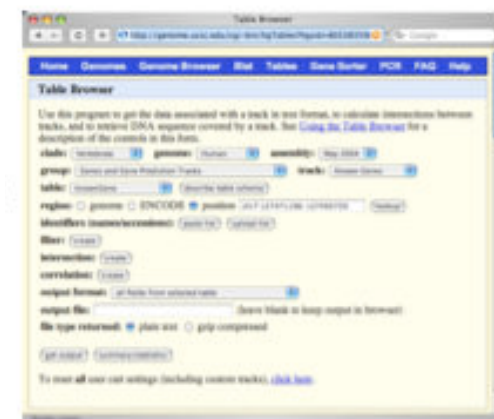 Table Browser
Home Genomes Genome Browser Blat Tables Gene Sorter PCR FAQ Help
Table Browser
Use this program to get the data associated with a track in text format, to calculate intersections between
tracks, and to retrieve DNA sequence covered by a track. See Using the Table Browser for a
description of the controls in this form.
clade: Vertebrate genome: Human assembly: May 2004
group: Genes and Gene Prediction Tracks track: Known Genes
table: knownGene describe table schema
region: genome ENCODE position lookup
identifiers (names/accessions): paste list upload list
filter: create
intersection: create
correlation: create
output format: all fields from selected table
output file: (leave blank to keep output in browser)
file type returned: plain text gzip compressed
get output summary/statistics
To reset all user cart settings (including custom tracks), click here.